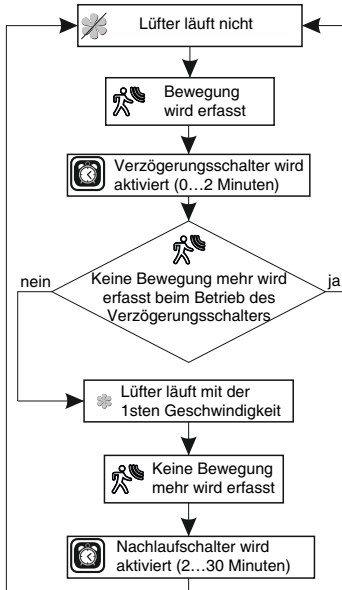 Lüfter läuft nicht
Bewegung
wird erfasst
Verzögerungsschalter wird
aktiviert (0...2 Minuten)
nein
ja
Keine Bewegung mehr wird
erfasst beim Betrieb des
Verzögerungsschalters
Lüfter läuft mit der
1sten Geschwindigkeit
Keine Bewegung
mehr wird erfasst
Nachlaufschalter wird
aktiviert (2...30 Minuten)